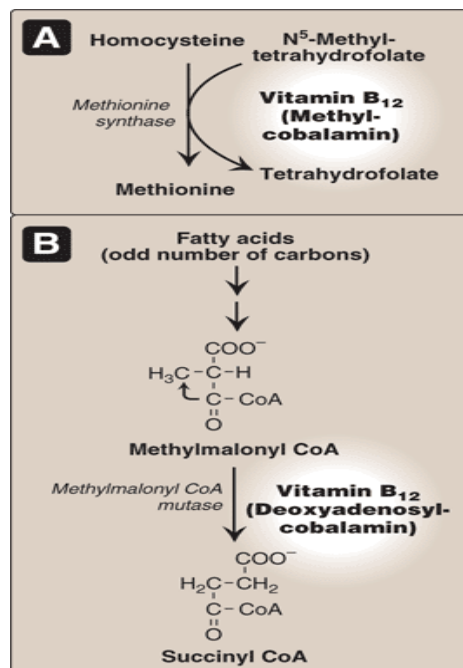 A
Homocysteine N⁵-Methyl-
tetrahydrofolate
Methionine
synthase
Vitamin B₁₂
(Methyl-
cobalamin)
Methionine
Tetrahydrofolate
B
Fatty acids
(odd number of carbons)
COO⁻
H₃C–C–H
C–CoA
O
Methylmalonyl CoA
Methylmalonyl CoA
mutase
Vitamin B₁₂
(Deoxyadenosyl-
cobalamin)
COO⁻
H₂C–CH₂
C–CoA
O
Succinyl CoA